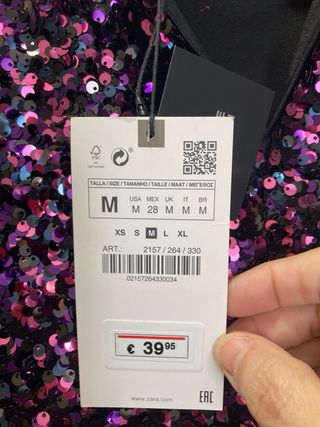 FSC
TALLA / SIZE / TAMANHO / TAILLE / MAAT / ΜΕΓΕΘΟΣ
M USA M MEX 28 UK M IT M BR M
XS S M L XL
ART.: 2157 / 264 / 330
02157264330034
€ 39 95
www.zara.com EAC